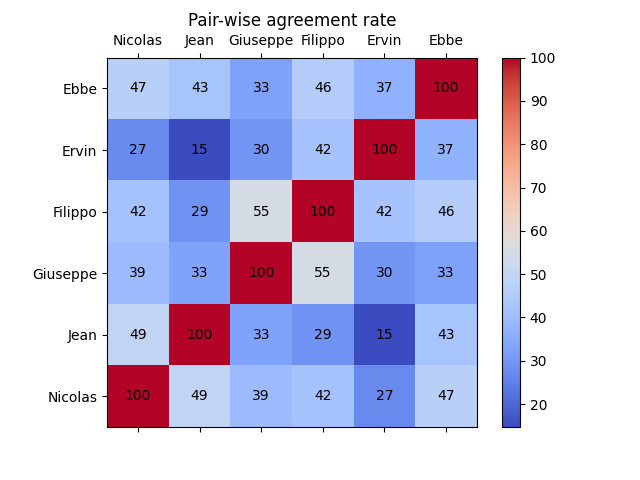 Pair-wise agreement rate
Nicolas Jean Giuseppe Filippo Ervin Ebbe
Ebbe 47 43 33 46 37 100
Ervin 27 15 30 42 100 37
Filippo 42 29 55 100 42 46
Giuseppe 39 33 100 55 30 33
Jean 49 100 33 29 15 43
Nicolas 100 49 39 42 27 47
100
90
80
70
60
50
40
30
20